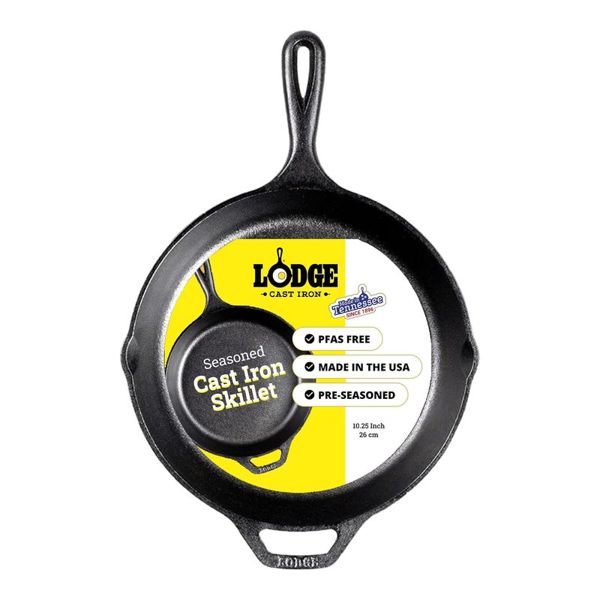 LODGE
CAST IRON
Made in
Tennessee
SINCE 1896
PFAS FREE
MADE IN THE USA
PRE-SEASONED
Seasoned
Cast Iron
Skillet
10.25 Inch
26 cm
LODGE
LODGE